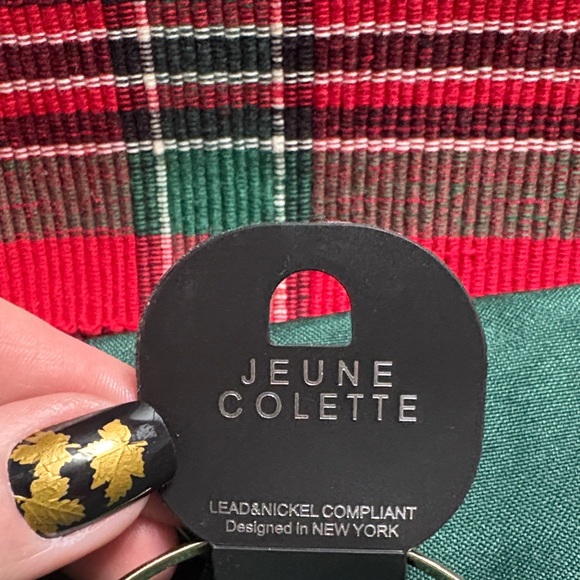 JEUNE
COLETTE
LEAD&NICKEL COMPLIANT
Designed in NEW YORK